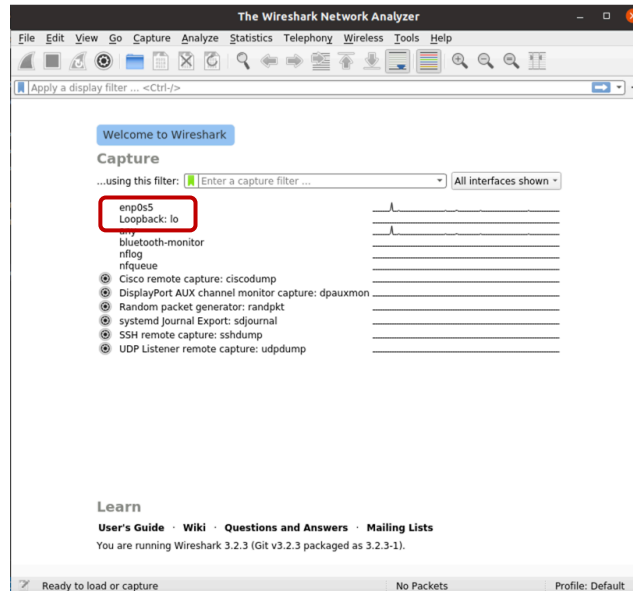 The Wireshark Network Analyzer
File Edit View Go Capture Analyze Statistics Telephony Wireless Tools Help
Apply a display filter ... <Ctrl-/>
Welcome to Wireshark
Capture
...using this filter: Enter a capture filter ... All interfaces shown
enp0s5
Loopback: lo
any
bluetooth-monitor
nflog
nfqueue
Cisco remote capture: ciscodump
DisplayPort AUX channel monitor capture: dpauxmon
Random packet generator: randpkt
systemd Journal Export: sdjournal
SSH remote capture: sshdump
UDP Listener remote capture: udpdump
Learn
User's Guide · Wiki · Questions and Answers · Mailing Lists
You are running Wireshark 3.2.3 (Git v3.2.3 packaged as 3.2.3-1).
Ready to load or capture No Packets Profile: Default